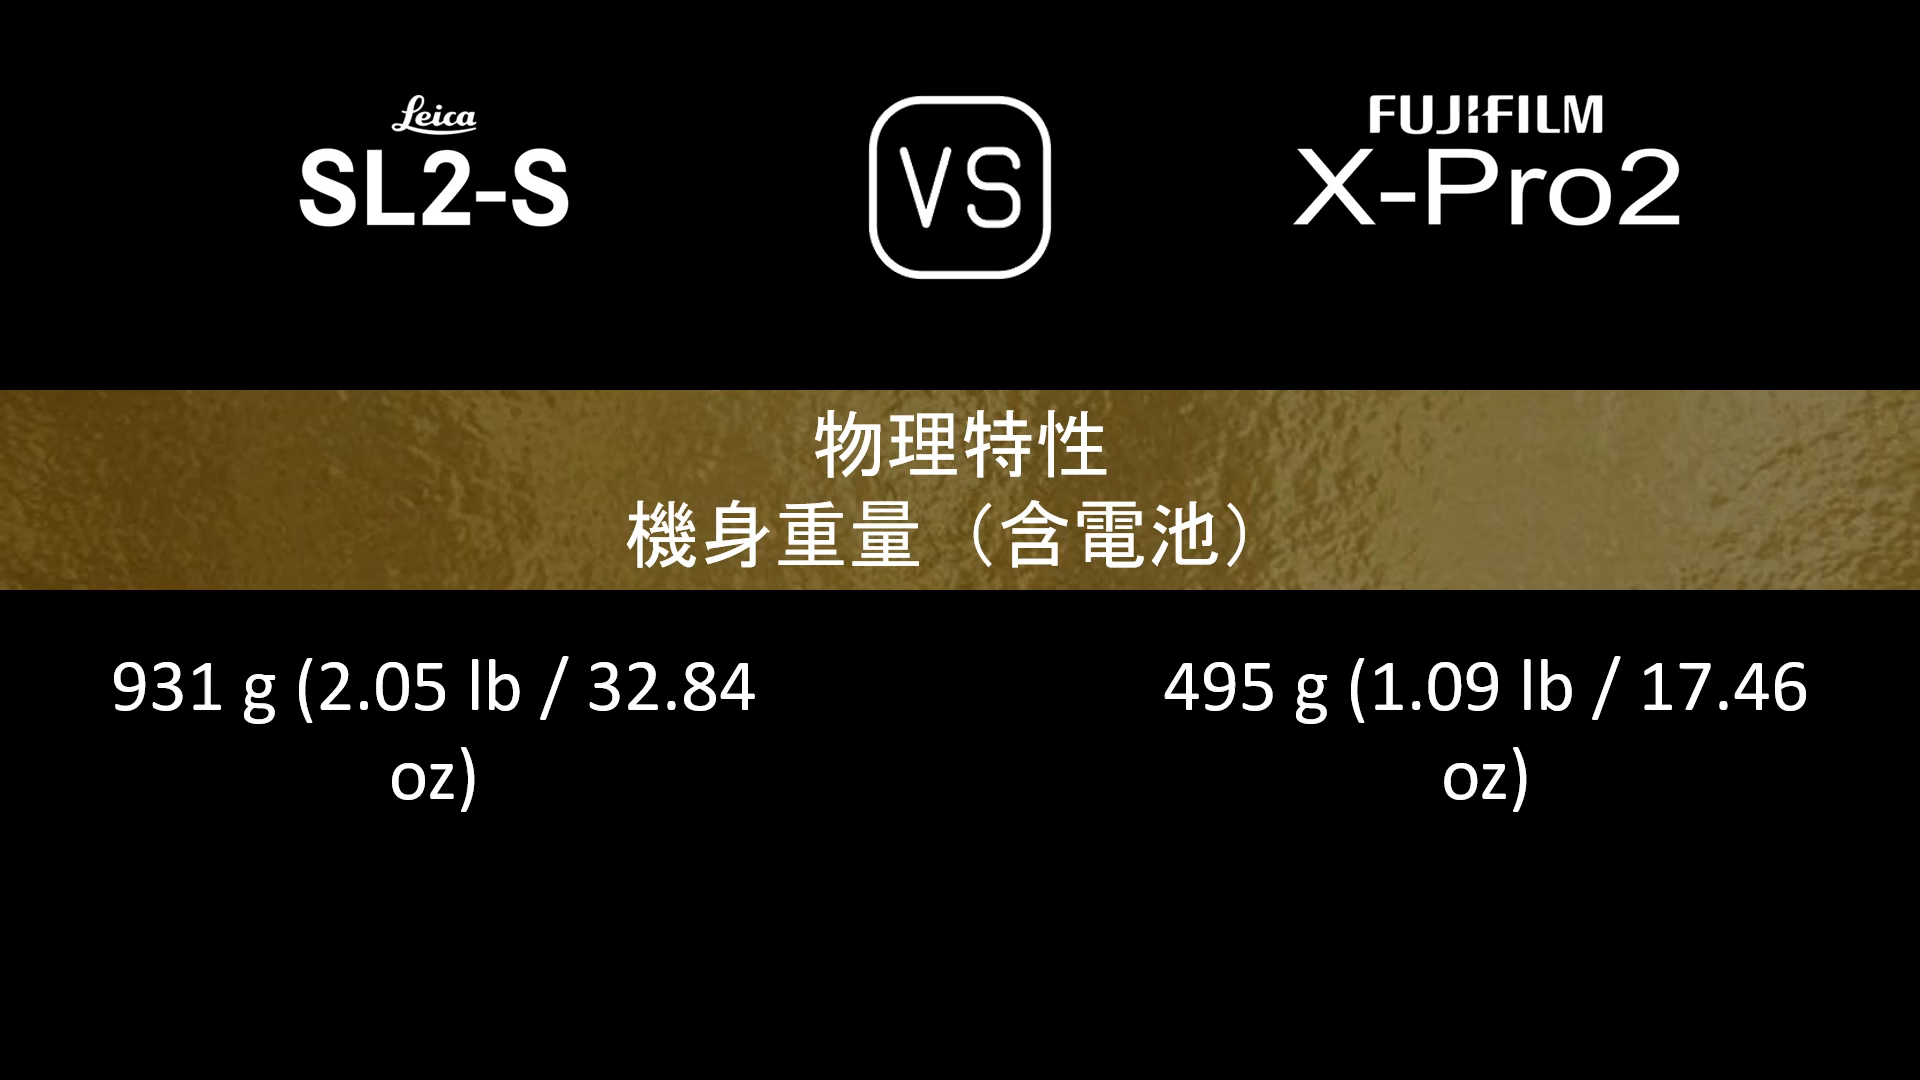 Leica
SL2-S
VS
FUJIFILM
X-Pro2
物理特性
機身重量（含電池）
931 g (2.05 lb / 32.84
oz)
495 g (1.09 lb / 17.46
oz)